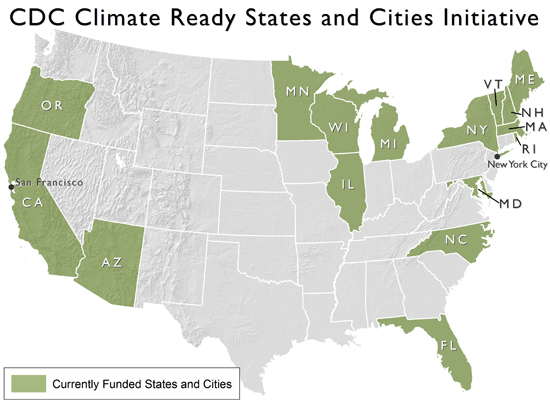 CDC Climate Ready States and Cities Initiative
OR
MN
VT
ME
WI
MI
NY
NH
MA
RI
New York City
San Francisco
CA
IL
MD
AZ
NC
FL
Currently Funded States and Cities